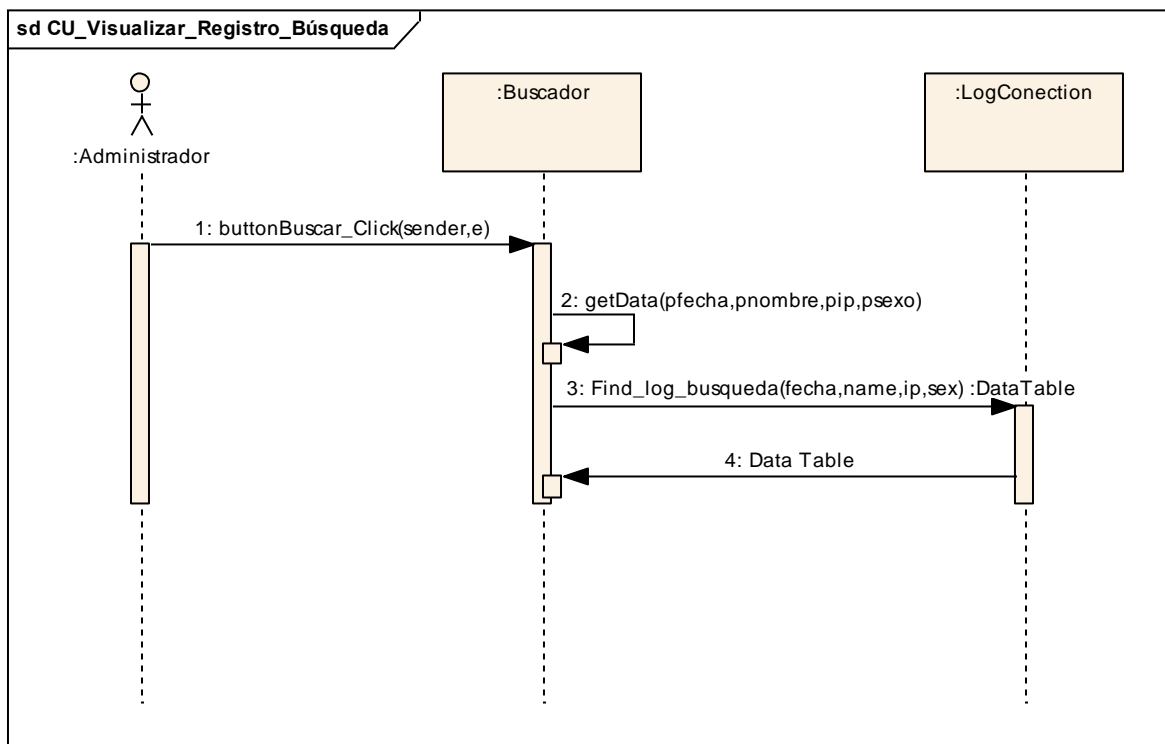 sd CU_Visualizar_Registro_Búsqueda
:Administrador
:Buscador
:LogConection
1: buttonBuscar_Click(sender,e)
2: getData(pfecha,pnombre,pip,psexo)
3: Find_log_busqueda(fecha,name,ip,sex) :DataTable
4: Data Table